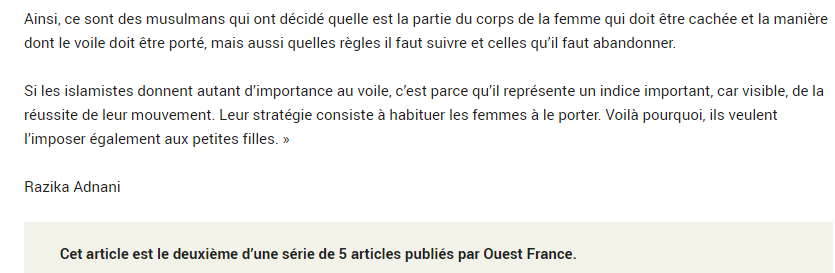 Ainsi, ce sont des musulmans qui ont décidé quelle est la partie du corps de la femme qui doit être cachée et la manière
dont le voile doit être porté, mais aussi quelles règles il faut suivre et celles qu’il faut abandonner.
Si les islamistes donnent autant d’importance au voile, c’est parce qu’il représente un indice important, car visible, de la
réussite de leur mouvement. Leur stratégie consiste à habituer les femmes à le porter. Voilà pourquoi, ils veulent
l’imposer également aux petites filles. »
Razika Adnani
Cet article est le deuxième d’une série de 5 articles publiés par Ouest France.